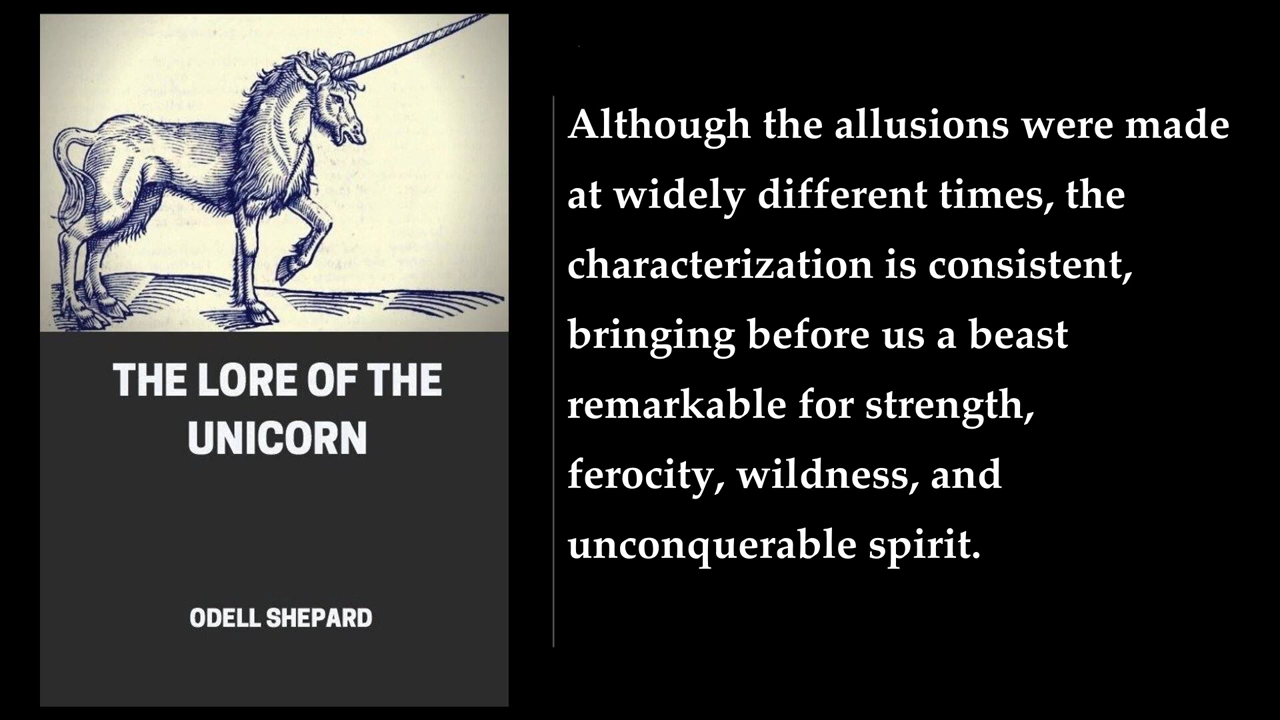 THE LORE OF THE
UNICORN
ODELL SHEPARD
Although the allusions were made
at widely different times, the
characterization is consistent,
bringing before us a beast
remarkable for strength,
ferocity, wildness, and
unconquerable spirit.